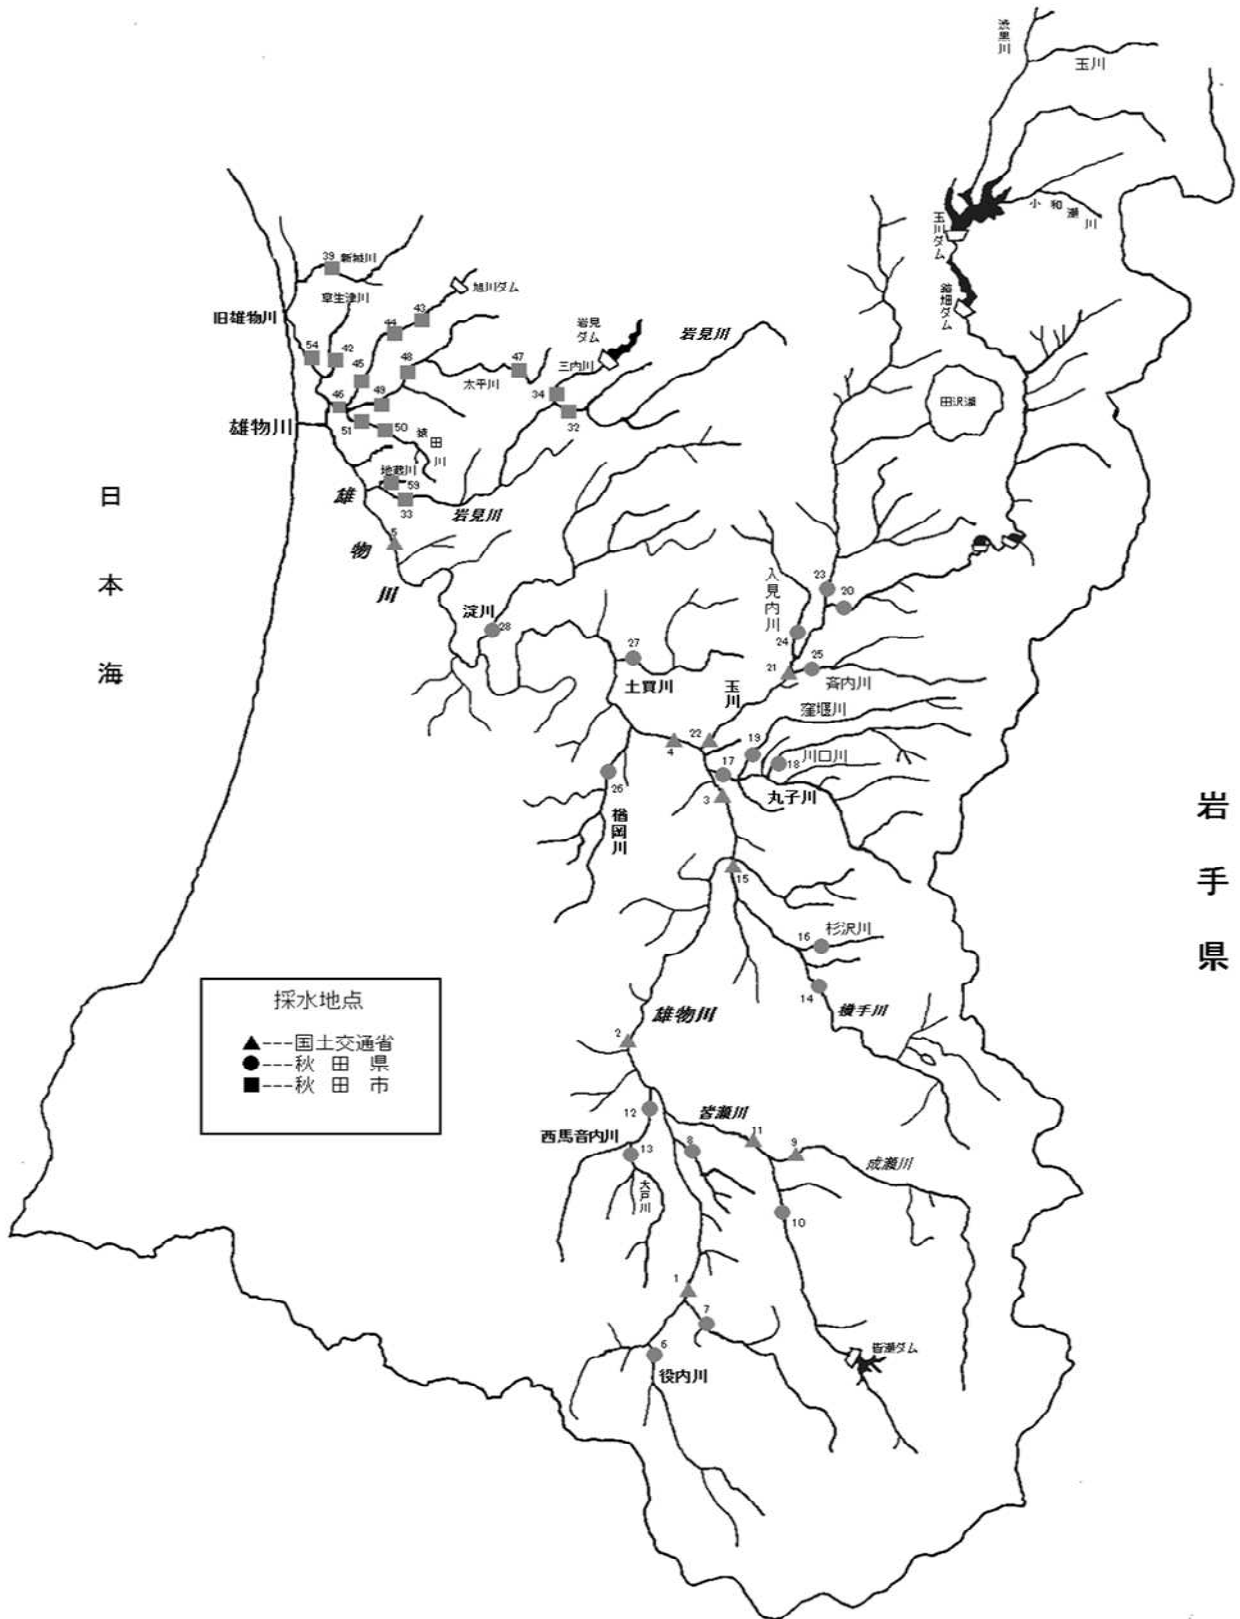 渋黒川
玉川
小和瀬川
玉川ダム
鎧畑ダム
39
新城川
草生津川
旧雄物川
旭川ダム
43
44
54
42
45
48
岩見ダム
岩見川
47
三内川
太平川
34
32
46
49
田沢湖
雄物川
51
50
猿田川
地蔵川
59
33
岩見川
雄物川
5
日本海
入見内川
23
20
淀川
28
24
27
21
25
斉内川
土買川
玉川
窪堰川
22
4
19
18
川口川
17
26
3
丸子川
楢岡川
岩手県
15
16
杉沢川
14
横手川
採水地点
▲---国土交通省
●---秋田県
■---秋田市
雄物川
2
12
皆瀬川
西馬音内川
13
8
11
9
成瀬川
大戸川
10
1
7
6
役内川
皆瀬ダム